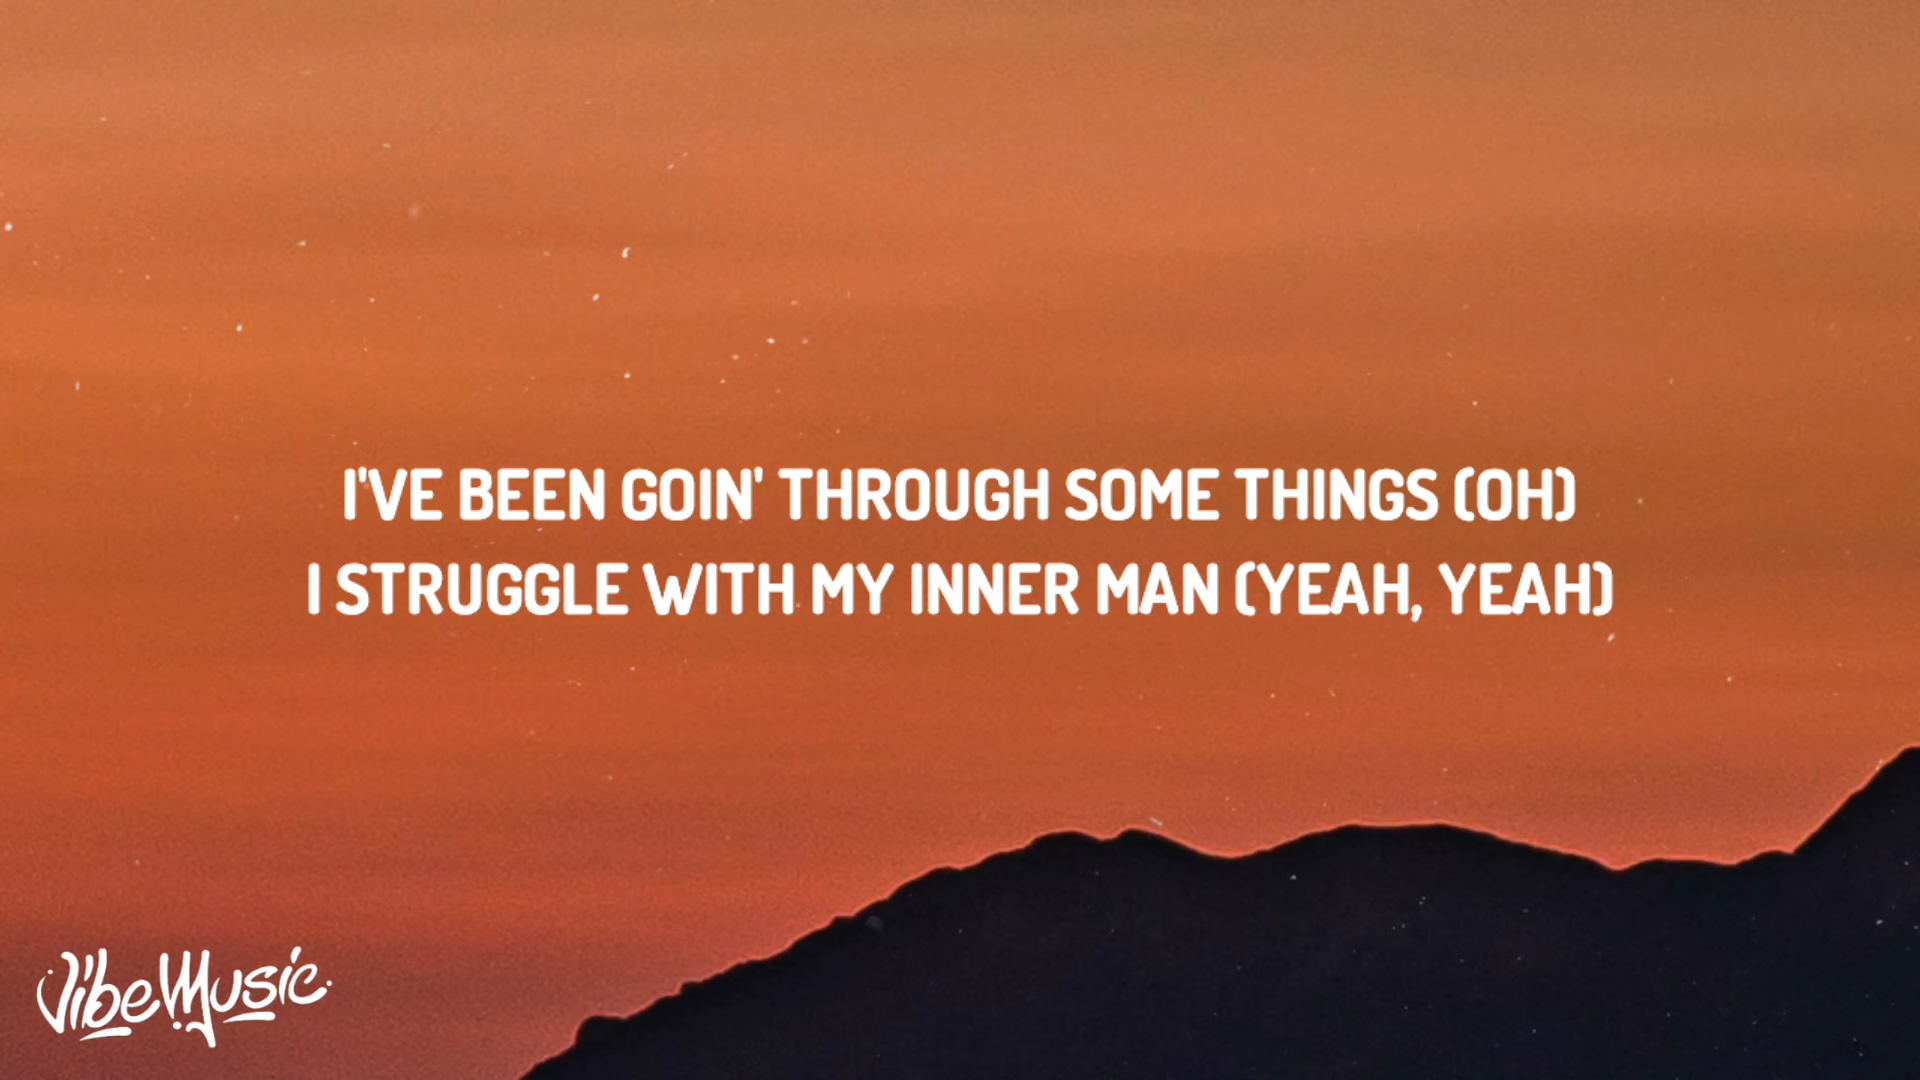 I'VE BEEN GOIN' THROUGH SOME THINGS (OH)
I STRUGGLE WITH MY INNER MAN (YEAH, YEAH)
VibeMusic